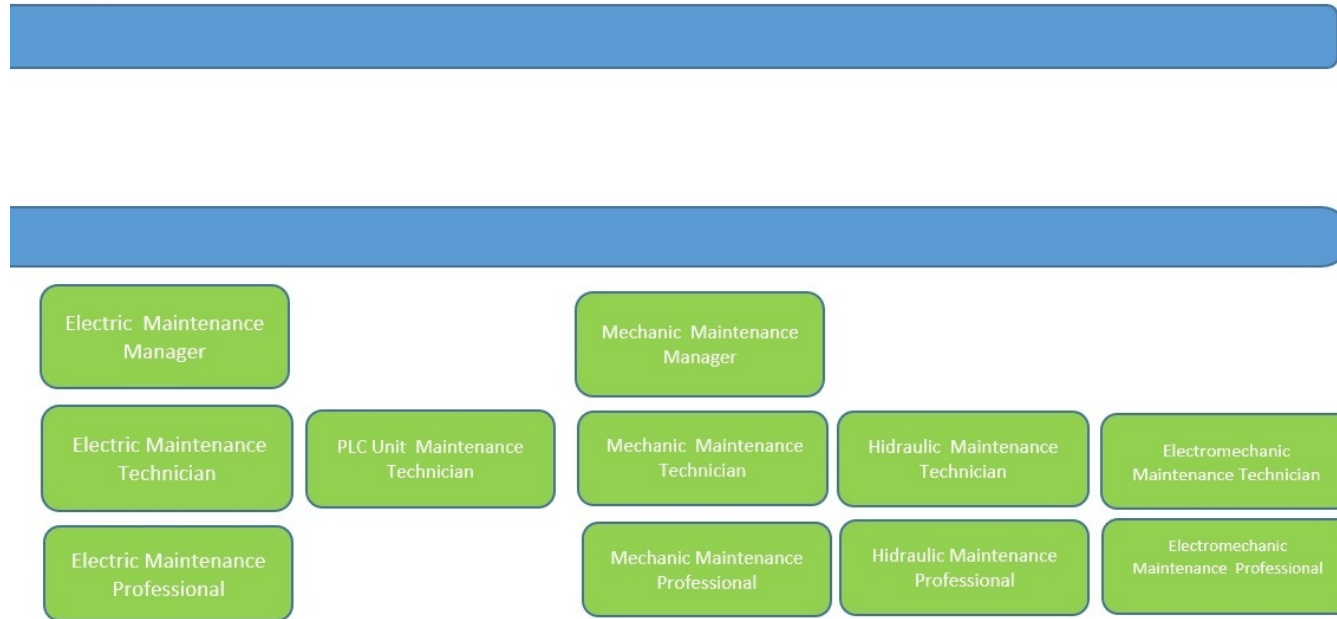 Electric Maintenance
Manager
Mechanic Maintenance
Manager
Electric Maintenance
Technician
PLC Unit Maintenance
Technician
Mechanic Maintenance
Technician
Hidraulic Maintenance
Technician
Electromechanic
Maintenance Technician
Electric Maintenance
Professional
Mechanic Maintenance
Professional
Hidraulic Maintenance
Professional
Electromechanic
Maintenance Professional